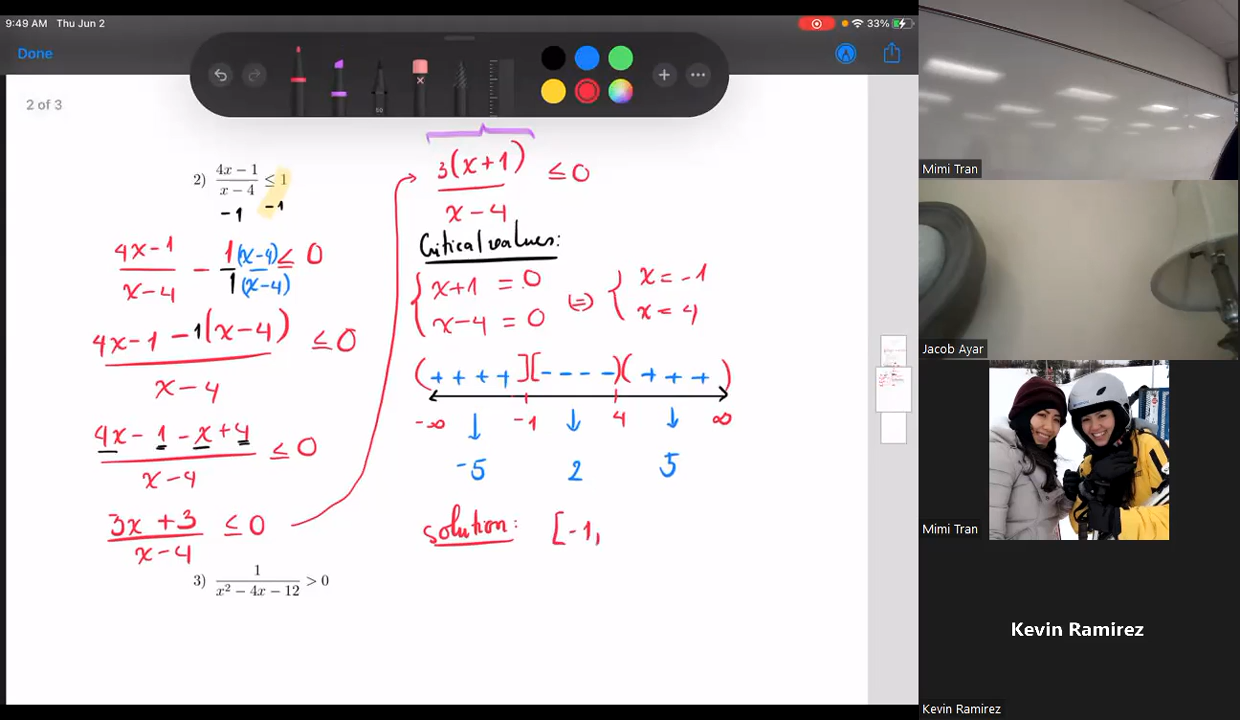 9:49 AM Thu Jun 2
33%
Done
50
2 of 3
2) (4x − 1)/(x − 4) ≤ 1
-1 -1
(4x-1)/(x-4) - 1(x-4)/1(x-4) ≤ 0
(4x-1-1(x-4))/(x-4) ≤ 0
(4x-1-x+4)/(x-4) ≤ 0
(3x+3)/(x-4) ≤ 0
3(x+1)/(x-4) ≤ 0
Critical values:
{ x+1 = 0 ⇔ { x = -1
{ x-4 = 0 { x = 4
( + + + + ] [ - - - - ) ( + + + )
-∞ -1 4 ∞
↓ ↓ ↓
-5 2 5
solution: [-1,
3) 1/(x² − 4x − 12) > 0
Mimi Tran
Jacob Ayar
Mimi Tran
Kevin Ramirez
Kevin Ramirez